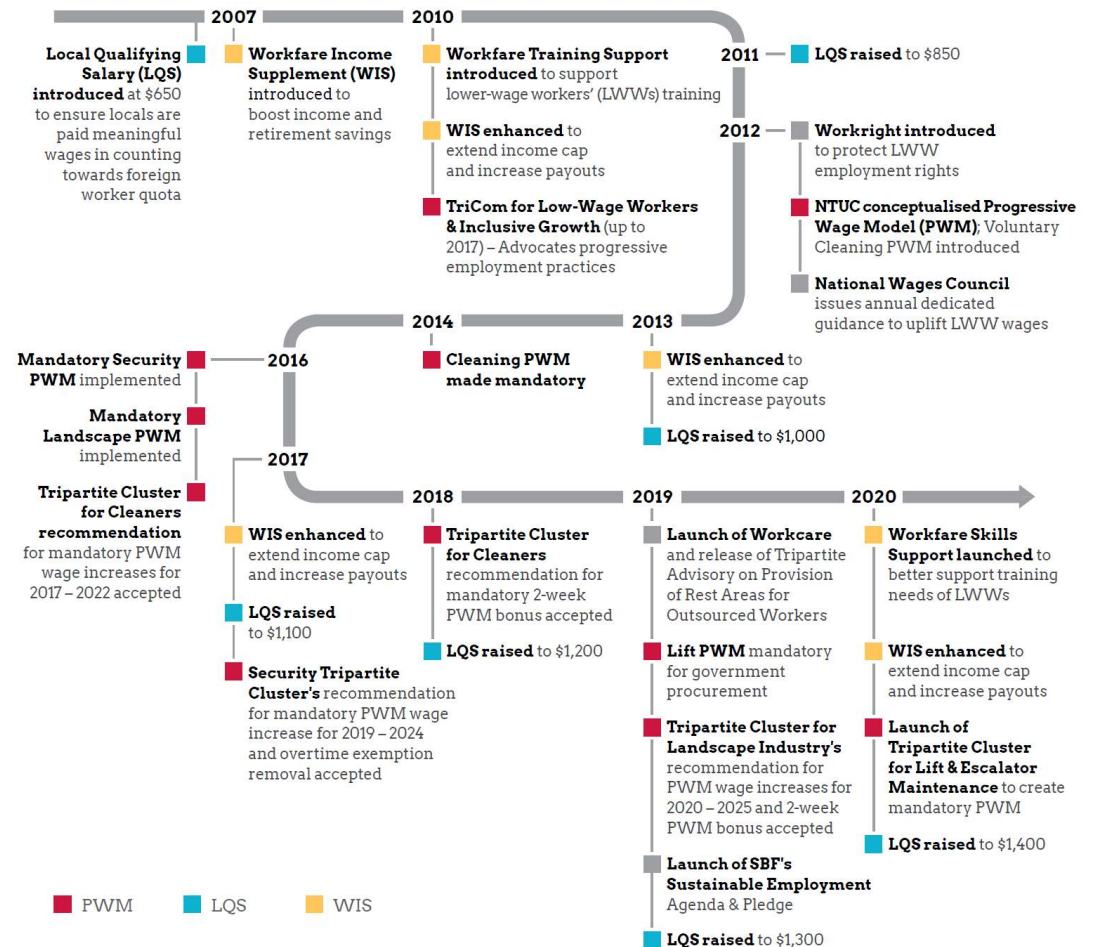 2007
Local Qualifying
Salary (LQS)
introduced at $650
to ensure locals are
paid meaningful
wages in counting
towards foreign
worker quota
Workfare Income
Supplement (WIS)
introduced to
boost income and
retirement savings
2010
Workfare Training Support
introduced to support
lower-wage workers’ (LWWs) training
WIS enhanced to
extend income cap
and increase payouts
TriCom for Low-Wage Workers
& Inclusive Growth (up to
2017) – Advocates progressive
employment practices
2011
LQS raised to $850
2012
Workright introduced
to protect LWW
employment rights
NTUC conceptualised Progressive
Wage Model (PWM); Voluntary
Cleaning PWM introduced
National Wages Council
issues annual dedicated
guidance to uplift LWW wages
2013
WIS enhanced to
extend income cap
and increase payouts
LQS raised to $1,000
2014
Cleaning PWM
made mandatory
2016
Mandatory Security
PWM implemented
Mandatory
Landscape PWM
implemented
Tripartite Cluster
for Cleaners
recommendation
for mandatory PWM
wage increases for
2017 – 2022 accepted
2017
WIS enhanced to
extend income cap
and increase payouts
LQS raised
to $1,100
Security Tripartite
Cluster's recommendation
for mandatory PWM wage
increase for 2019 – 2024
and overtime exemption
removal accepted
2018
Tripartite Cluster
for Cleaners
recommendation for
mandatory 2-week
PWM bonus accepted
LQS raised to $1,200
2019
Launch of Workcare
and release of Tripartite
Advisory on Provision
of Rest Areas for
Outsourced Workers
Lift PWM mandatory
for government
procurement
Tripartite Cluster for
Landscape Industry's
recommendation for
PWM wage increases for
2020 – 2025 and 2-week
PWM bonus accepted
Launch of SBF's
Sustainable Employment
Agenda & Pledge
LQS raised to $1,300
2020
Workfare Skills
Support launched to
better support training
needs of LWWs
WIS enhanced to
extend income cap
and increase payouts
Launch of
Tripartite Cluster
for Lift & Escalator
Maintenance to create
mandatory PWM
LQS raised to $1,400
PWM
LQS
WIS